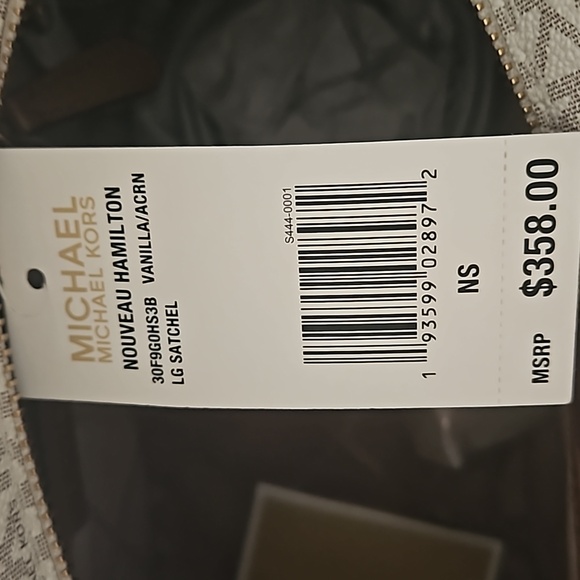 MICHAEL
MICHAEL KORS
NOUVEAU HAMILTON
30F9G0HS3B VANILLA/ACRN
LG SATCHEL
S444-0001
1 93599 02897 2
NS
MSRP $358.00